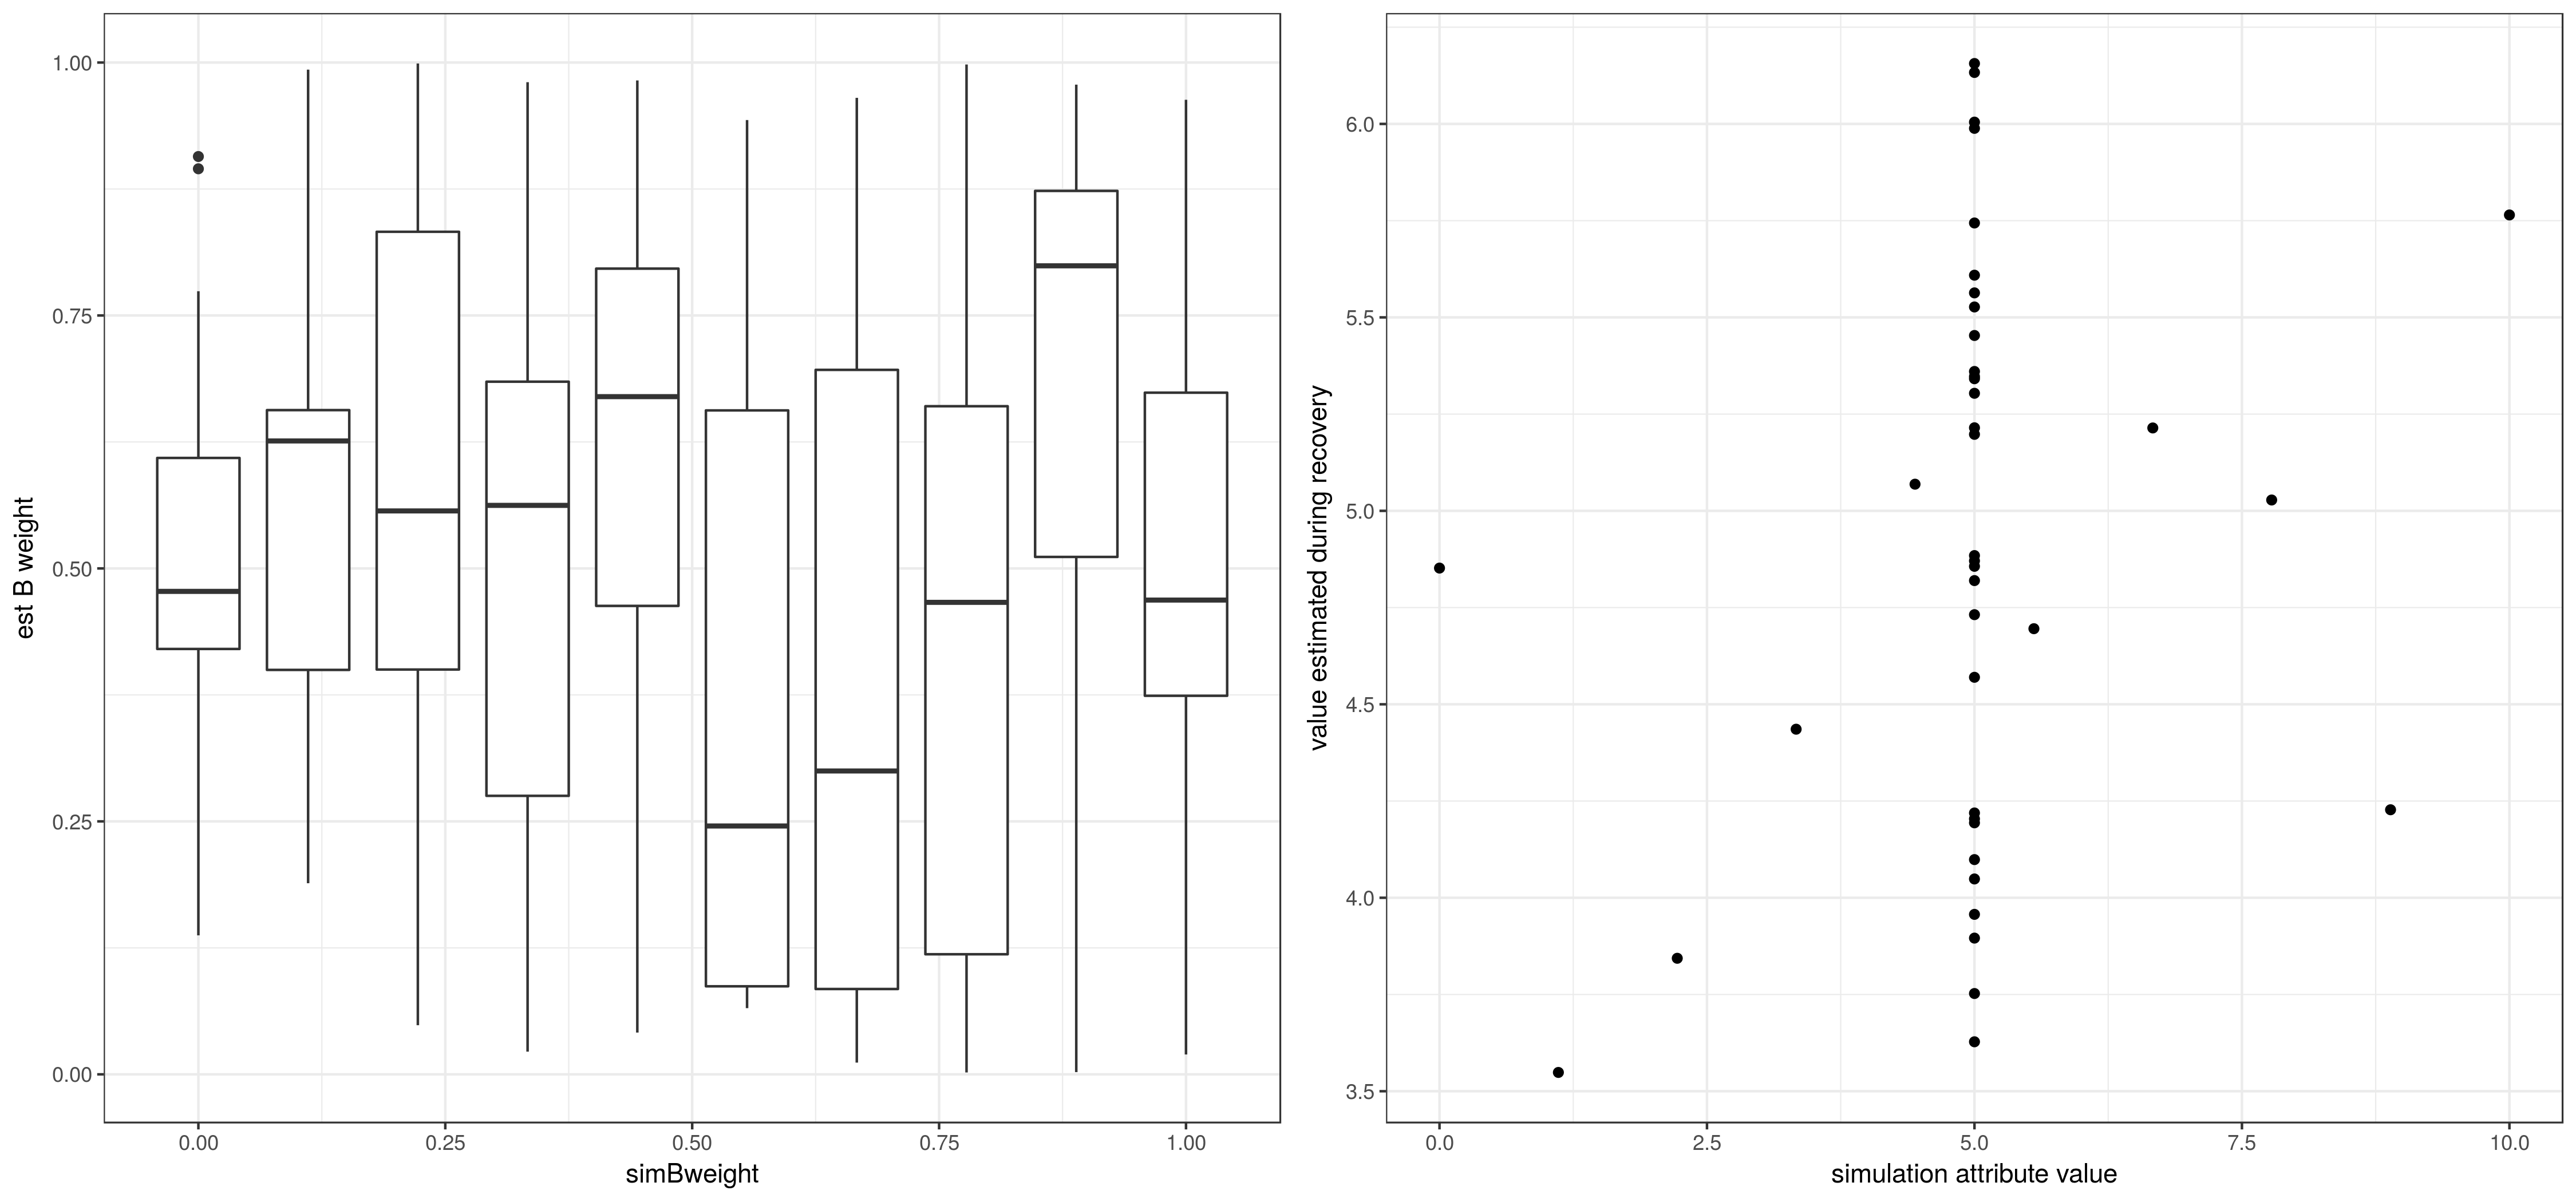 est B weight
1.00
0.75
0.50
0.25
0.00
0.00 0.25 0.50 0.75 1.00
simBweight
value estimated during recovery
6.0
5.5
5.0
4.5
4.0
3.5
0.0 2.5 5.0 7.5 10.0
simulation attribute value